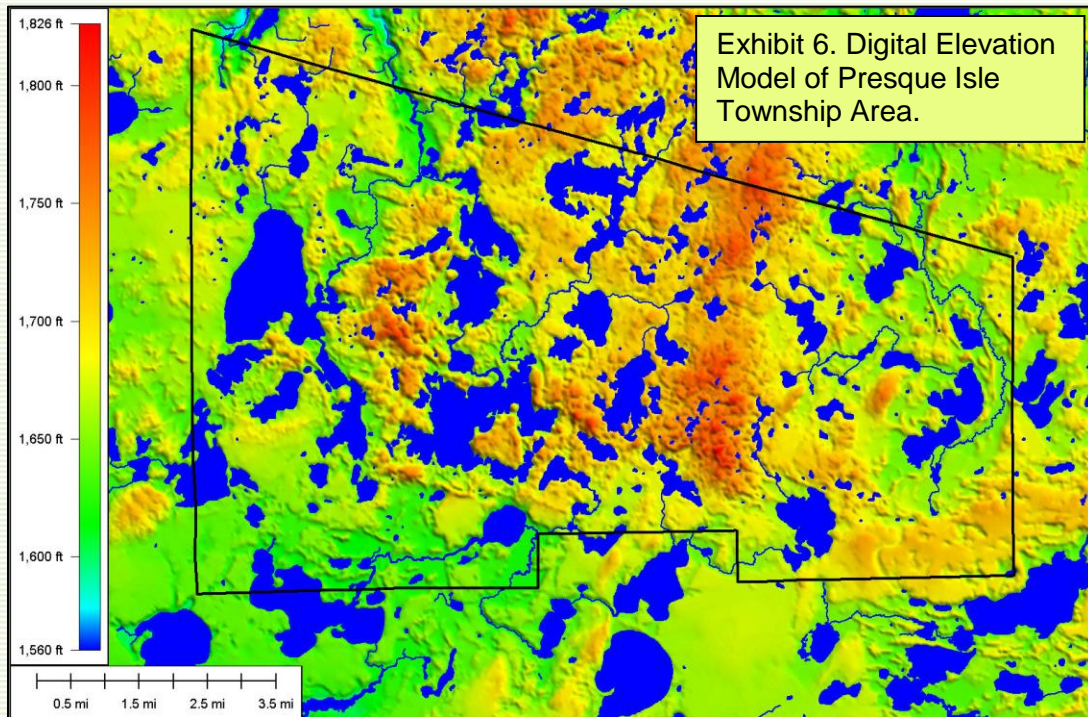 Exhibit 6. Digital Elevation
Model of Presque Isle
Township Area.
1,826 ft
1,800 ft
1,750 ft
1,700 ft
1,650 ft
1,600 ft
1,560 ft
0.5 mi 1.5 mi 2.5 mi 3.5 mi